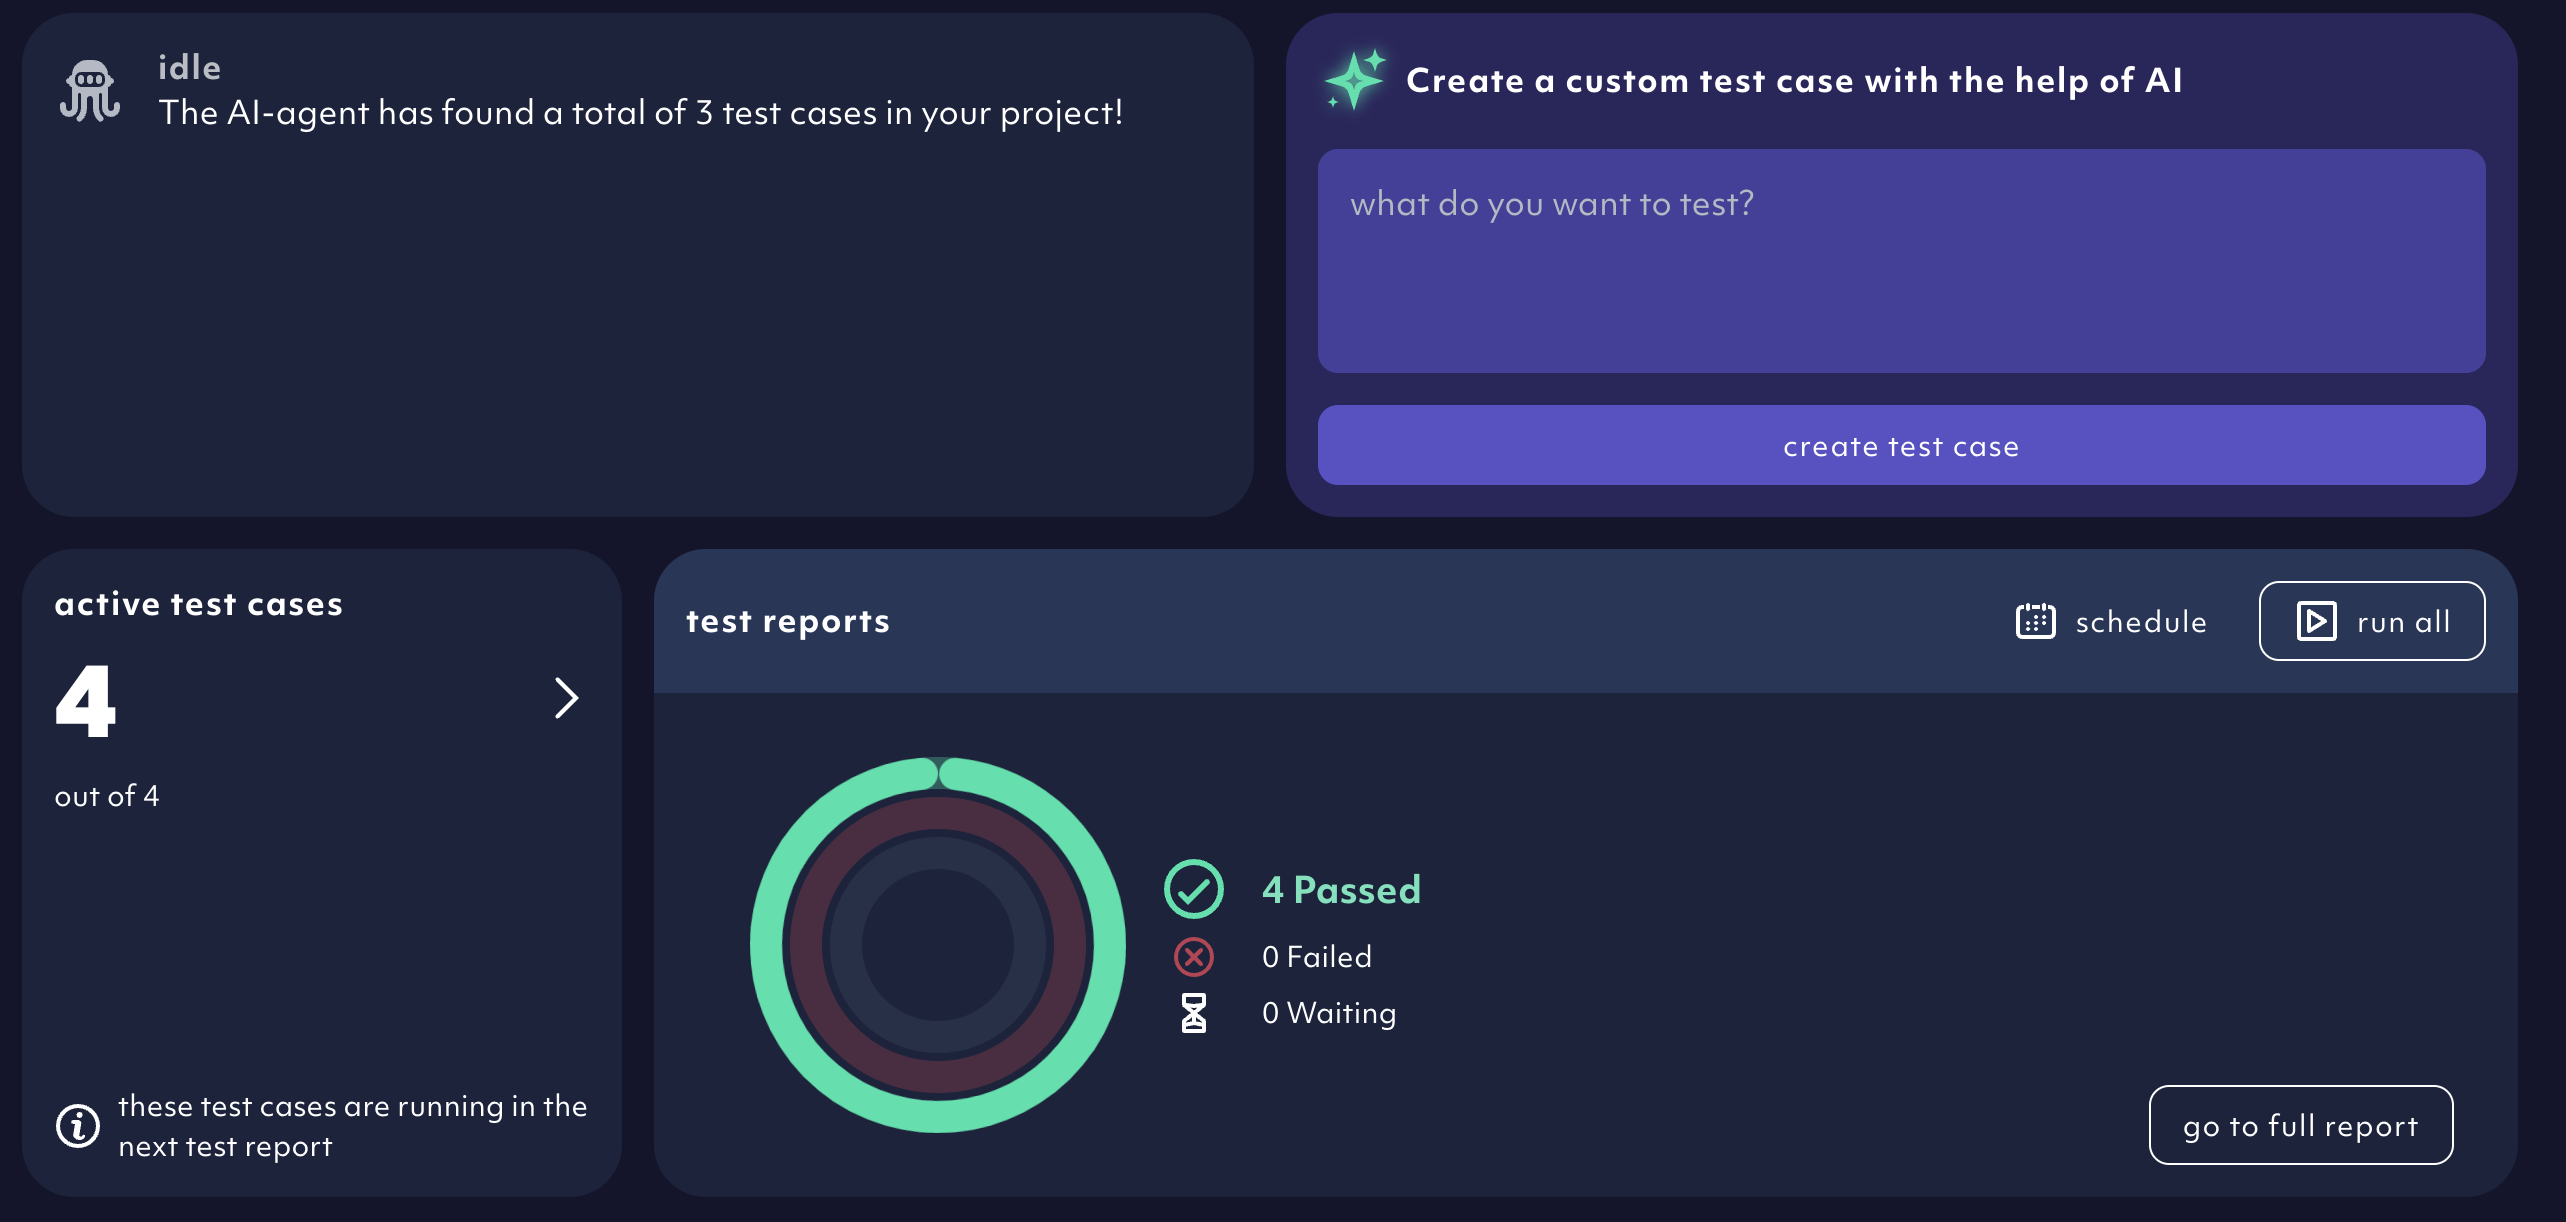 idle
The AI-agent has found a total of 3 test cases in your project!
Create a custom test case with the help of AI
what do you want to test?
create test case
active test cases
4
out of 4
these test cases are running in the
next test report
test reports
schedule
run all
4 Passed
0 Failed
0 Waiting
go to full report